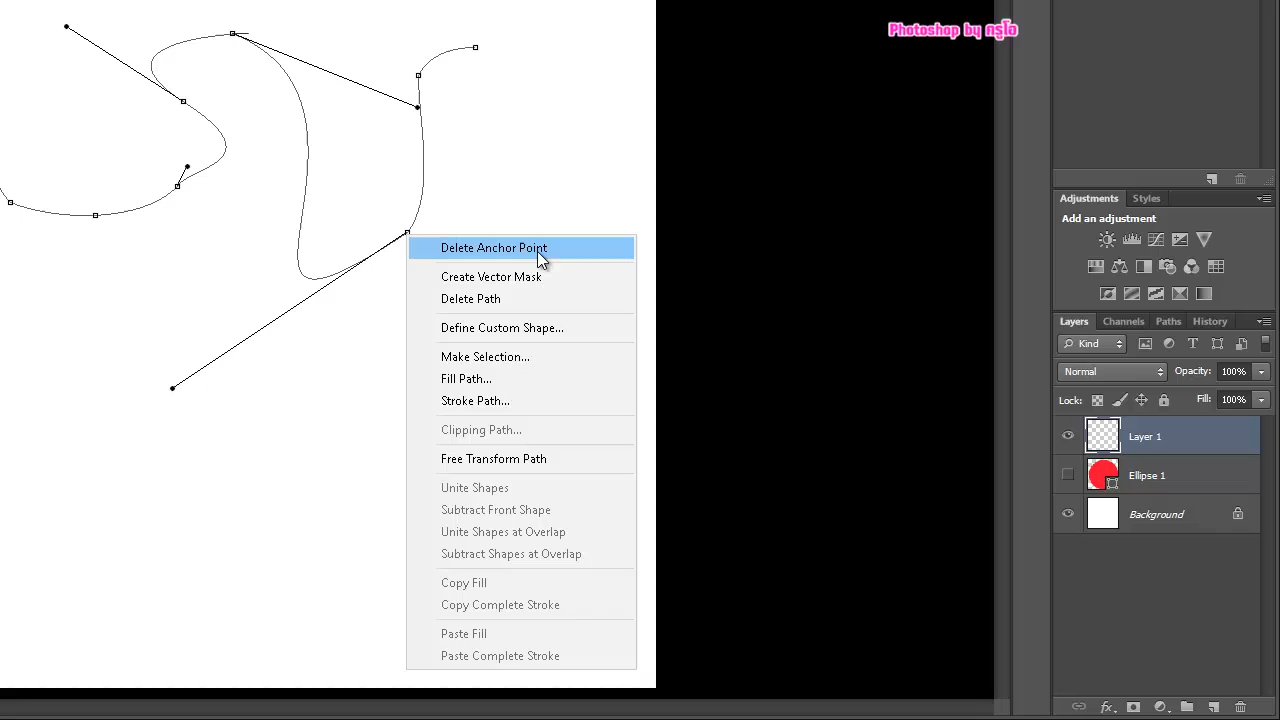 Photoshop by ครูโอ
Delete Anchor Point
Create Vector Mask
Delete Path
Define Custom Shape...
Make Selection...
Fill Path...
Stroke Path...
Clipping Path...
Free Transform Path
Unite Shapes
Subtract Front Shape
Unite Shapes at Overlap
Subtract Shapes at Overlap
Copy Fill
Copy Complete Stroke
Paste Fill
Paste Complete Stroke
Adjustments Styles
Add an adjustment
Layers Channels Paths History
Kind
Normal Opacity: 100%
Lock: Fill: 100%
Layer 1
Ellipse 1
Background